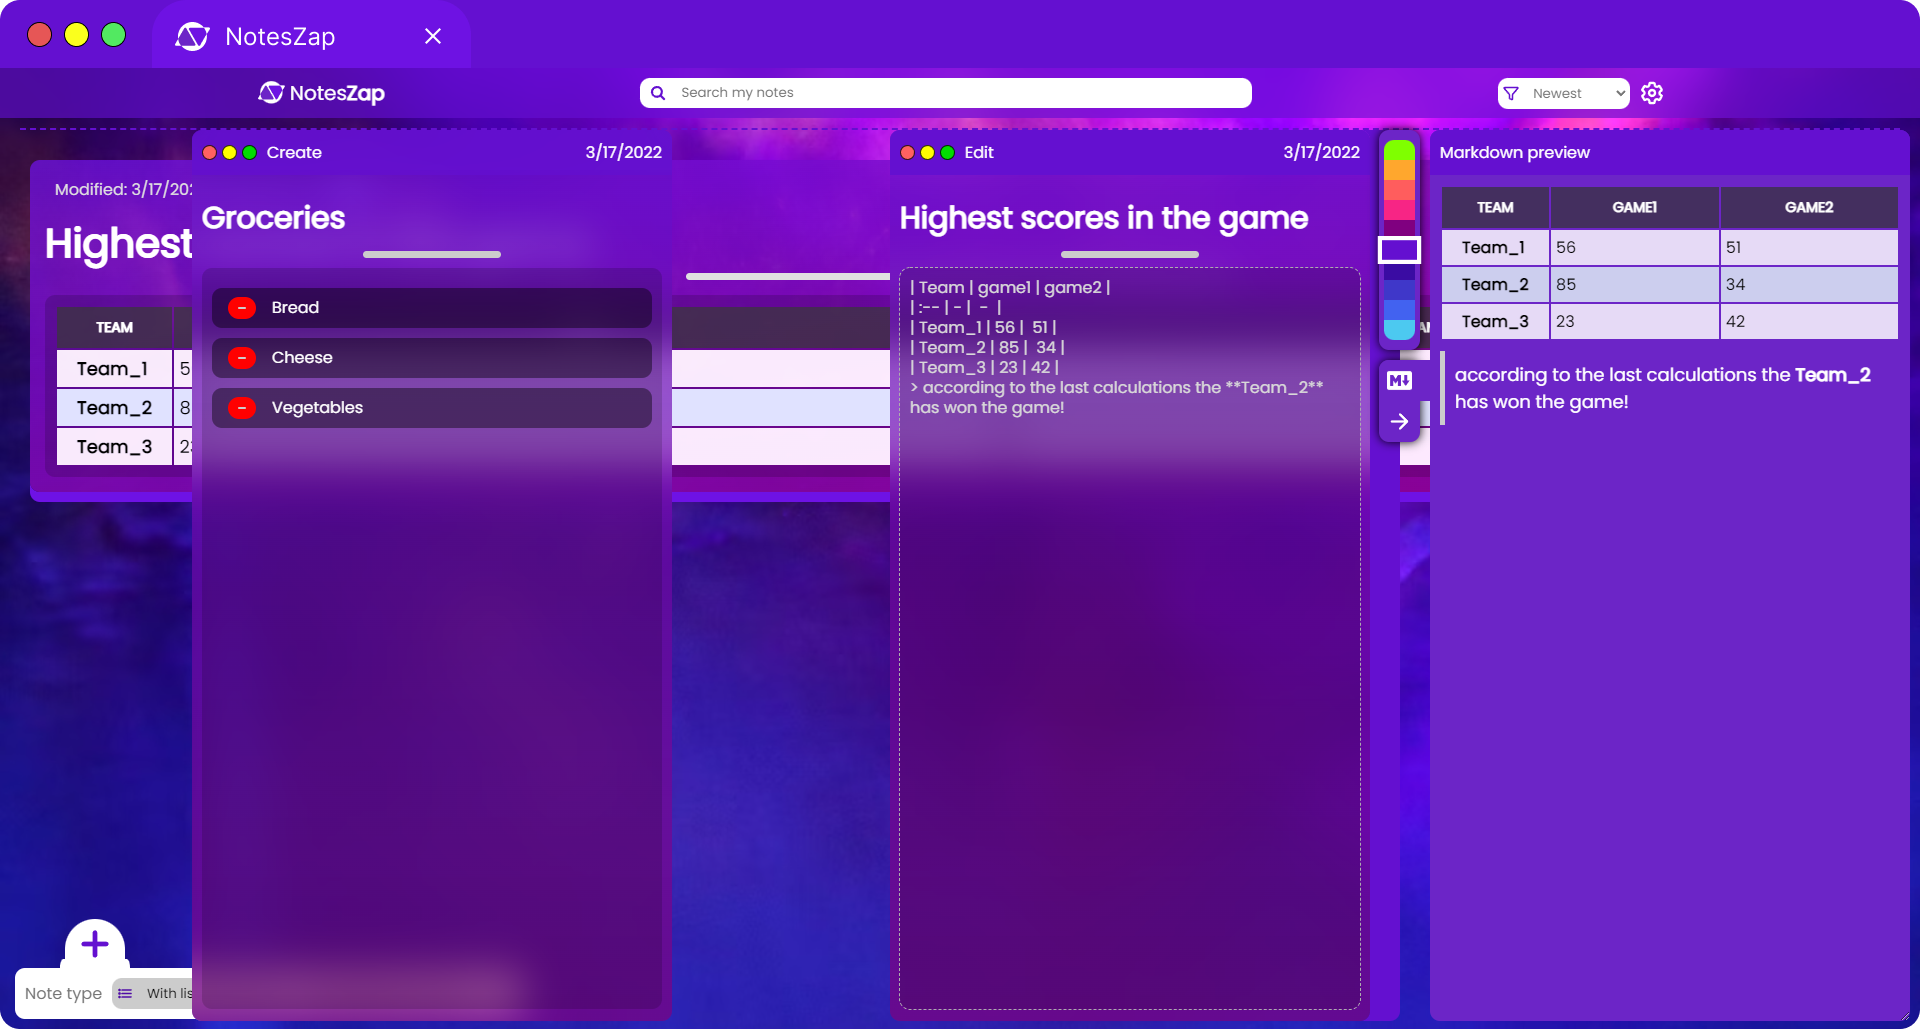 NotesZap
NotesZap
Search my notes
Newest
Modified: 3/17/202
Highest
TEAM
Team_1 5
Team_2 8
Team_3 23
Create 3/17/2022
Groceries
- Bread
- Cheese
- Vegetables
Edit 3/17/2022
Highest scores in the game
| Team | game1 | game2 |
| :-- | - | - |
| Team_1 | 56 | 51 |
| Team_2 | 85 | 34 |
| Team_3 | 23 | 42 |
> according to the last calculations the **Team_2**
has won the game!
M
Markdown preview
TEAM GAME1 GAME2
Team_1 56 51
Team_2 85 34
Team_3 23 42
according to the last calculations the Team_2
has won the game!
Note type With lis